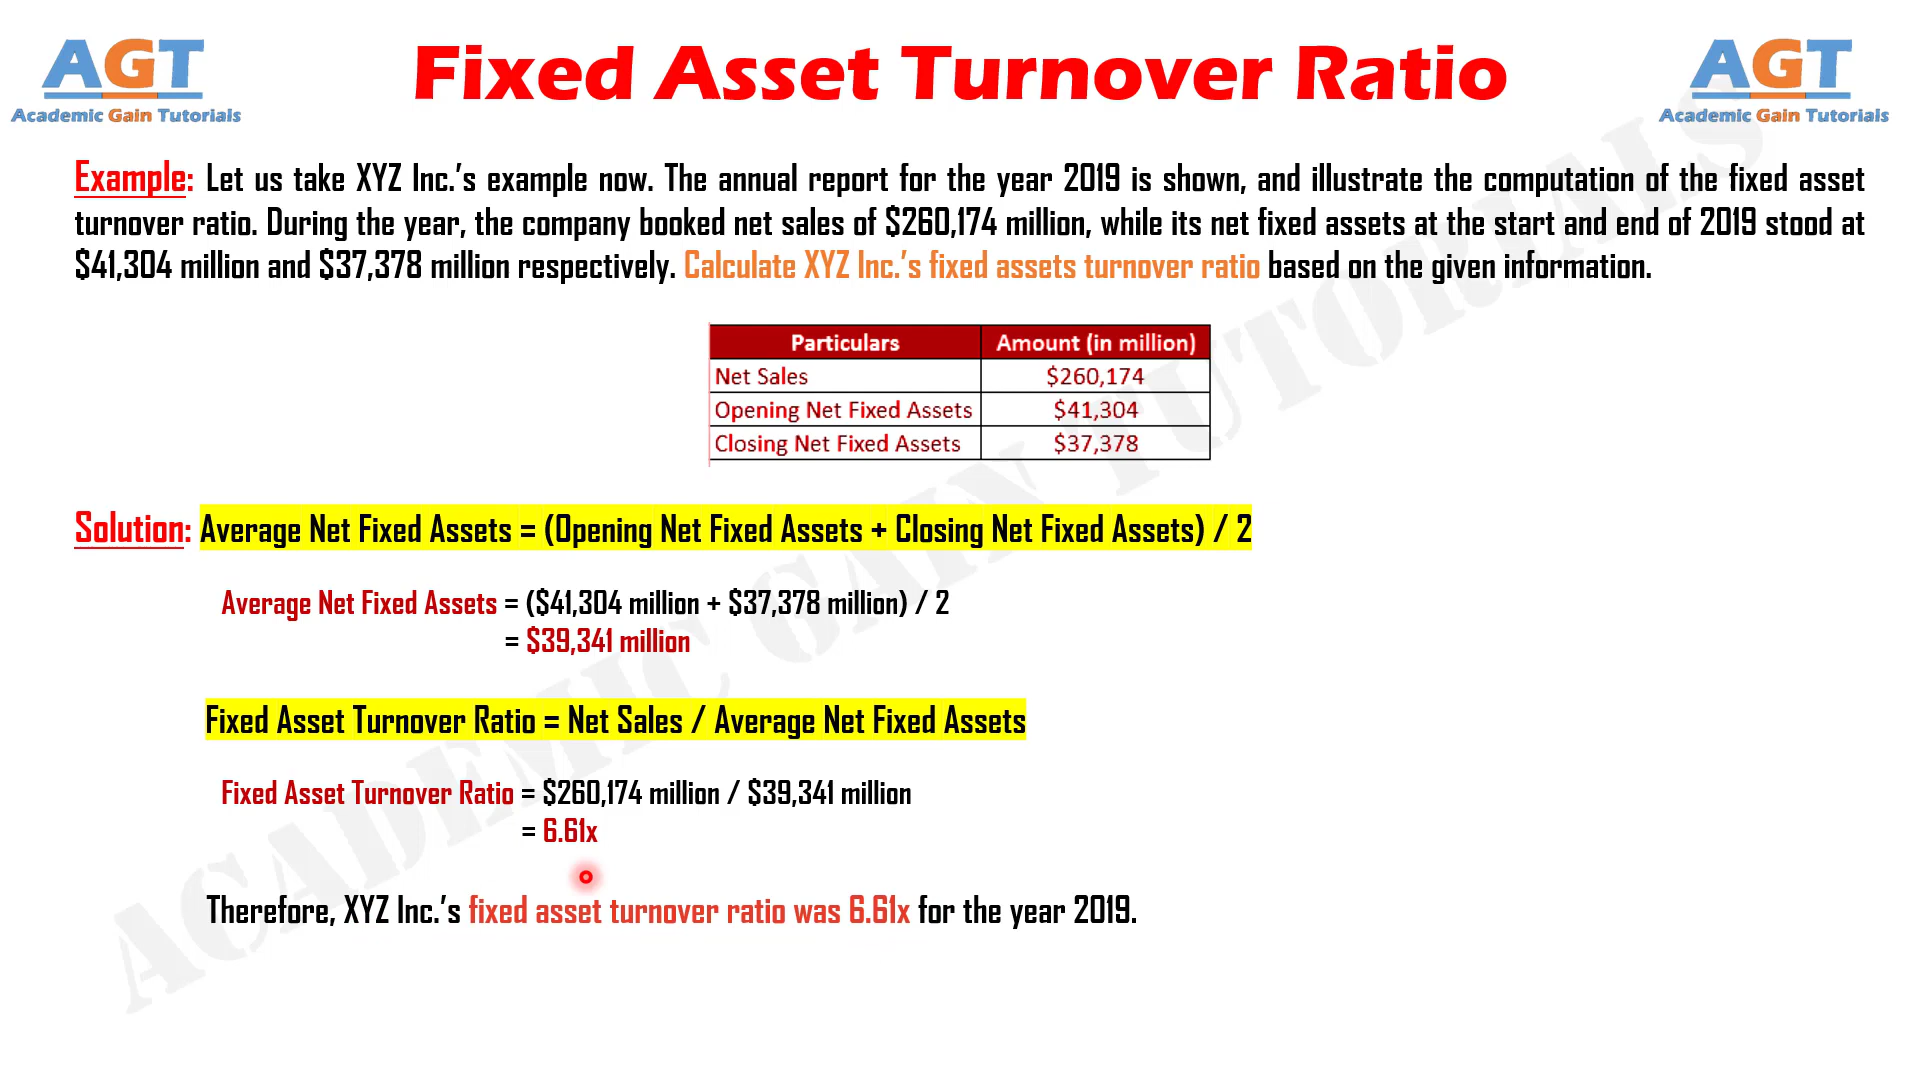 AGT
Academic Gain Tutorials
Fixed Asset Turnover Ratio
AGT
Academic Gain Tutorials
Example: Let us take XYZ Inc.’s example now. The annual report for the year 2019 is shown, and illustrate the computation of the fixed asset
turnover ratio. During the year, the company booked net sales of $260,174 million, while its net fixed assets at the start and end of 2019 stood at
$41,304 million and $37,378 million respectively. Calculate XYZ Inc.’s fixed assets turnover ratio based on the given information.
Particulars Amount (in million)
Net Sales $260,174
Opening Net Fixed Assets $41,304
Closing Net Fixed Assets $37,378
Solution: Average Net Fixed Assets = (Opening Net Fixed Assets + Closing Net Fixed Assets) / 2
Average Net Fixed Assets = ($41,304 million + $37,378 million) / 2
= $39,341 million
Fixed Asset Turnover Ratio = Net Sales / Average Net Fixed Assets
Fixed Asset Turnover Ratio = $260,174 million / $39,341 million
= 6.61x
Therefore, XYZ Inc.’s fixed asset turnover ratio was 6.61x for the year 2019.
ACADEMIC GAIN TUTORIALS